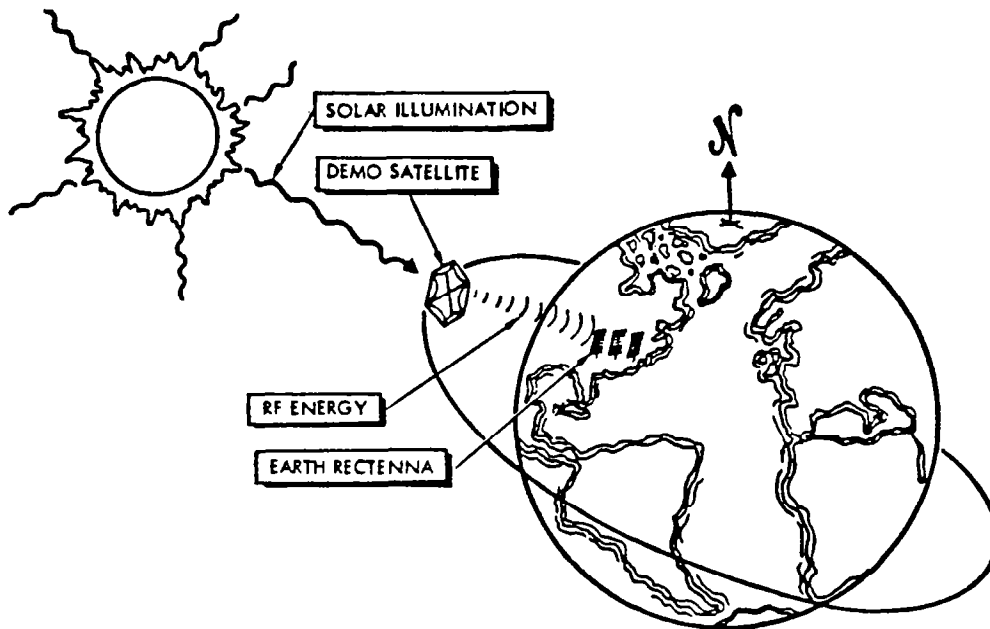 SOLAR ILLUMINATION
DEMO SATELLITE
N
RF ENERGY
EARTH RECTENNA